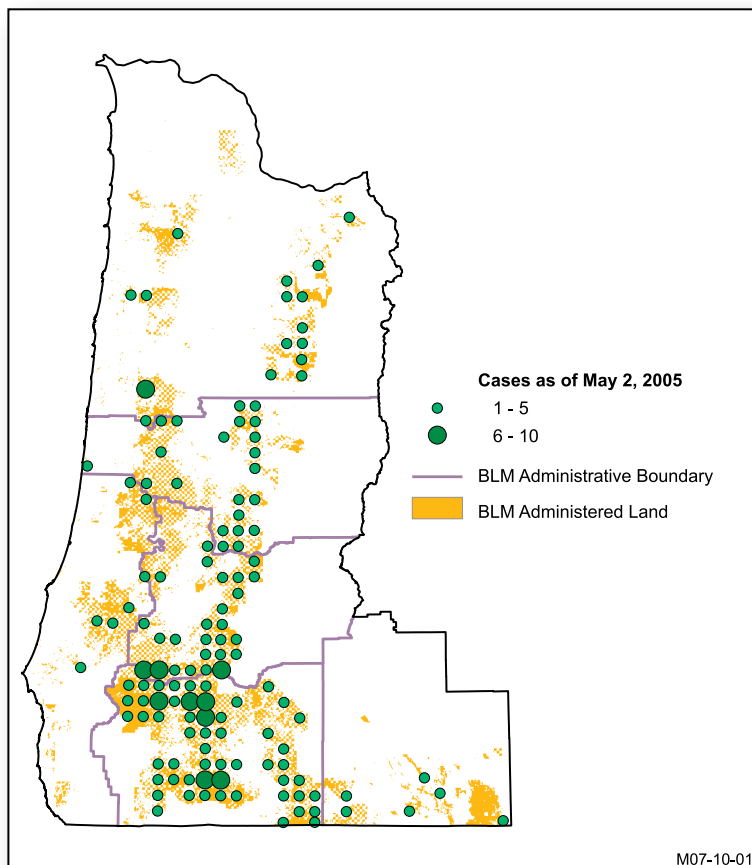 Cases as of May 2, 2005
1 - 5
6 - 10
BLM Administrative Boundary
BLM Administered Land
M07-10-01